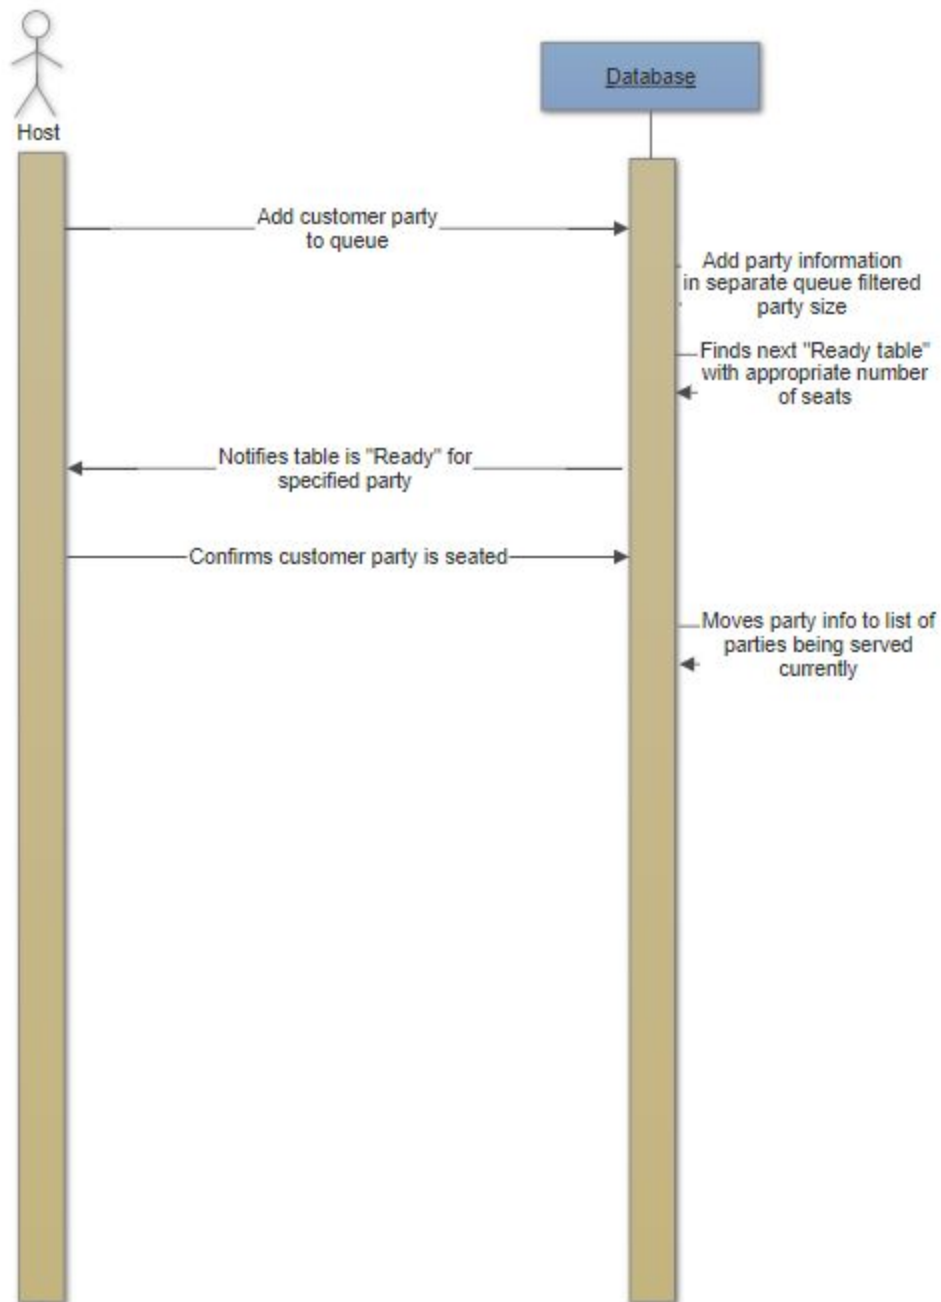 Database
Host
Add customer party
to queue
Add party information
in separate queue filtered
party size
Finds next "Ready table"
with appropriate number
of seats
Notifies table is "Ready" for
specified party
Confirms customer party is seated
Moves party info to list of
parties being served
currently